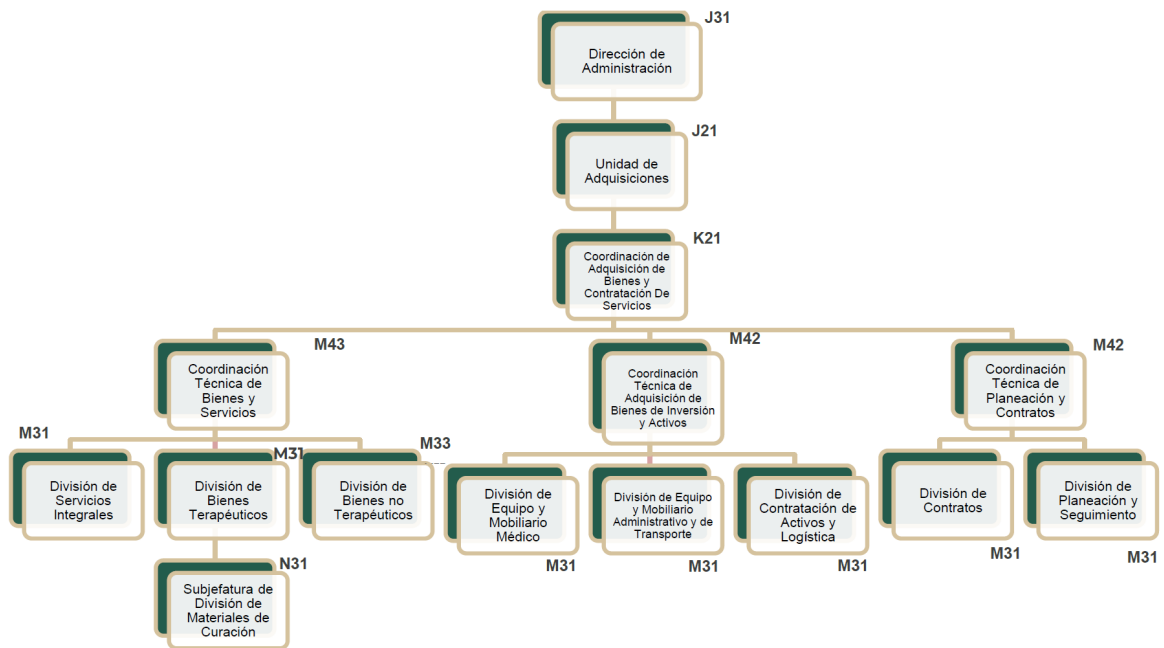 J31
Dirección de
Administración
J21
Unidad de
Adquisiciones
K21
Coordinación de
Adquisición de
Bienes y
Contratación De
Servicios
M43
Coordinación
Técnica de
Bienes y
Servicios
M42
Coordinación
Técnica de
Adquisición de
Bienes de Inversión
y Activos
M42
Coordinación
Técnica de
Planeación y
Contratos
M31
División de
Servicios
Integrales
M31
División de
Bienes
Terapéuticos
M33
División de
Bienes no
Terapéuticos
División de
Equipo y
Mobiliario
Médico
M31
División de Equipo
y Mobiliario
Administrativo y de
Transporte
M31
División de
Contratación de
Activos y
Logística
M31
División de
Contratos
M31
División de
Planeación y
Seguimiento
M31
N31
Subjefatura de
División de
Materiales de
Curación